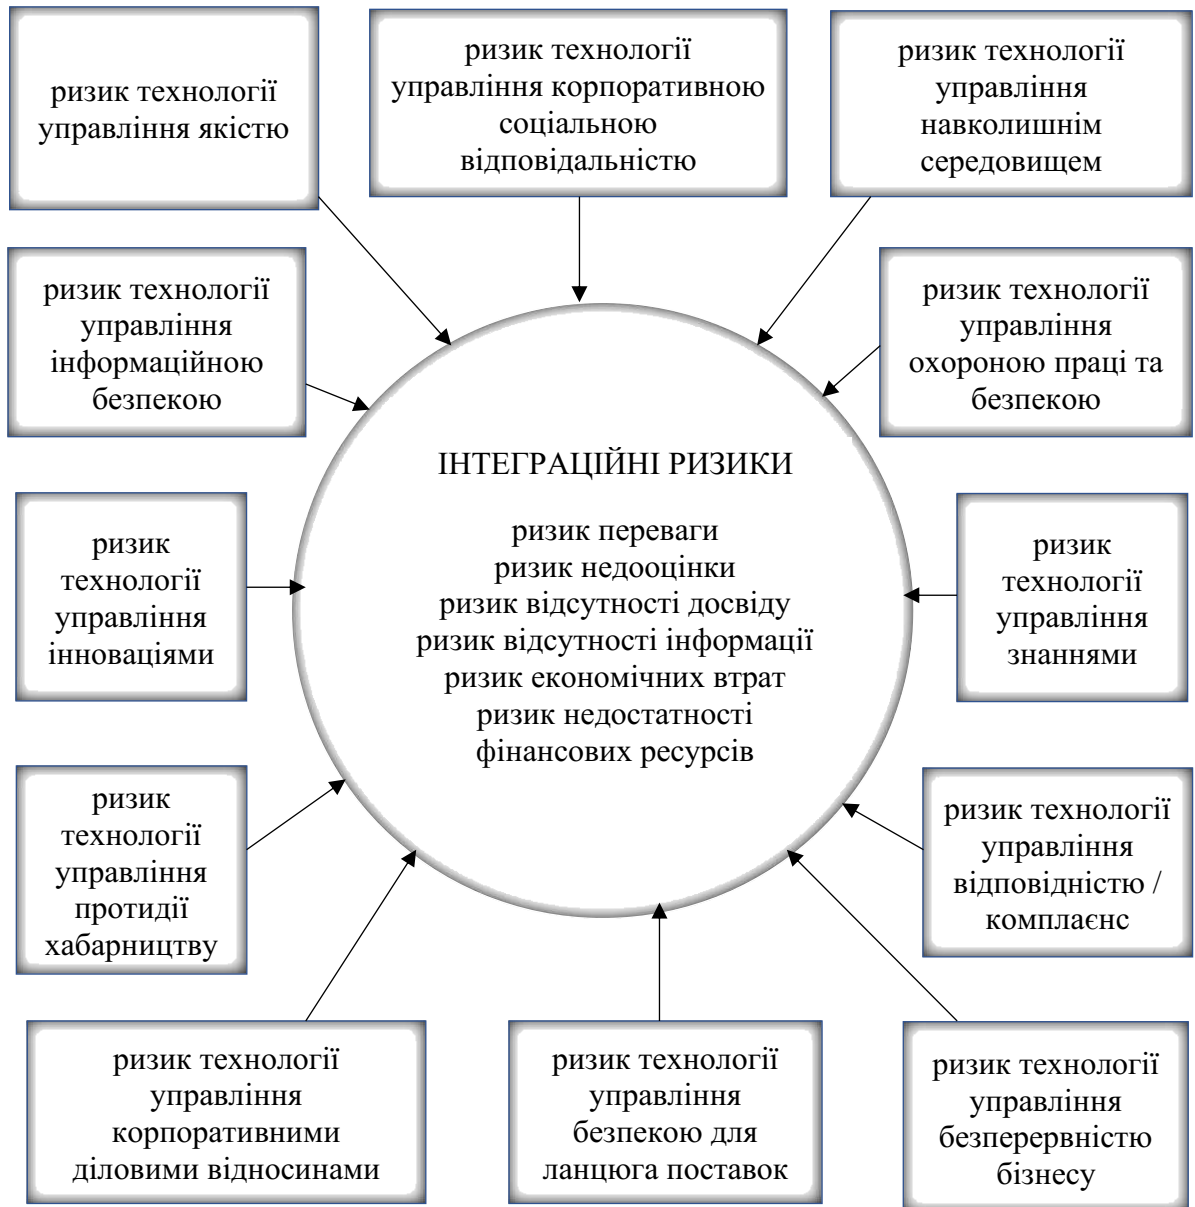 ризик технології
управління якістю
ризик технології
управління корпоративною
соціальною
відповідальністю
ризик технології
управління
навколишнім
середовищем
ризик технології
управління
інформаційною
безпекою
ризик технології
управління
охороною праці та
безпекою
ІНТЕГРАЦІЙНІ РИЗИКИ
ризик переваги
ризик недооцінки
ризик відсутності досвіду
ризик відсутності інформації
ризик економічних втрат
ризик недостатності
фінансових ресурсів
ризик
технології
управління
інноваціями
ризик
технології
управління
знаннями
ризик
технології
управління
протидії
хабарництву
ризик технології
управління
відповідністю /
комплаєнс
ризик технології
управління
корпоративними
діловими відносинами
ризик технології
управління
безпекою для
ланцюга поставок
ризик технології
управління
безперервністю
бізнесу